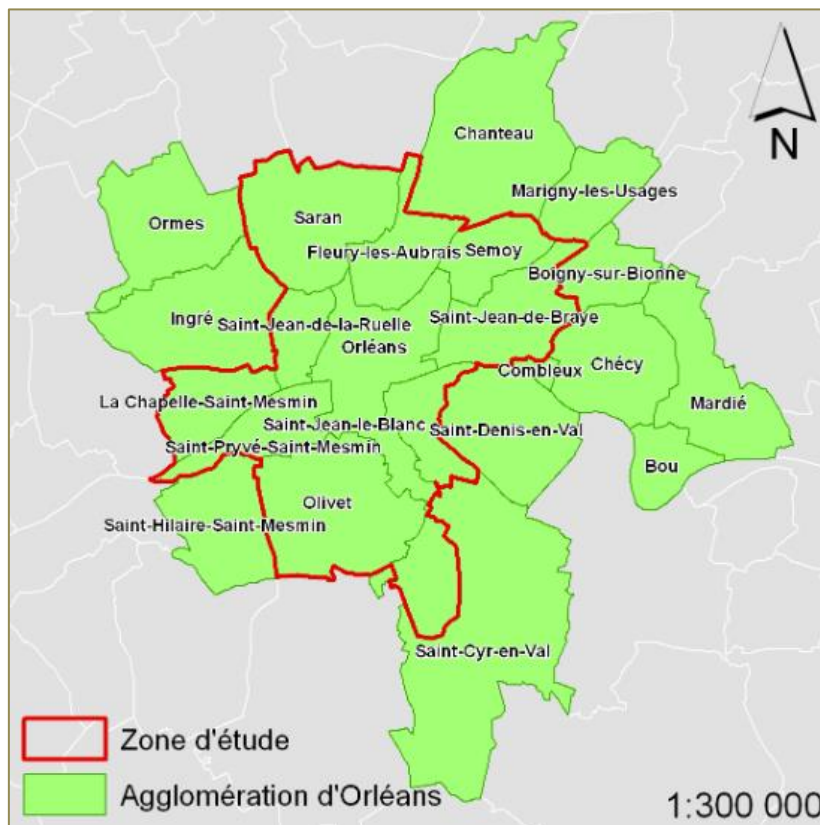 Chanteau
N
Marigny-les-Usages
Ormes
Saran
Fleury-les-Aubrais
Semoy
Boigny-sur-Bionne
Ingré
Saint-Jean-de-la-Ruelle
Saint-Jean-de-Braye
Orléans
Combleux
Chécy
La Chapelle-Saint-Mesmin
Mardié
Saint-Jean-le-Blanc
Saint-Denis-en-Val
Saint-Pryvé-Saint-Mesmin
Bou
Olivet
Saint-Hilaire-Saint-Mesmin
Saint-Cyr-en-Val
Zone d'étude
Agglomération d'Orléans
1:300 000